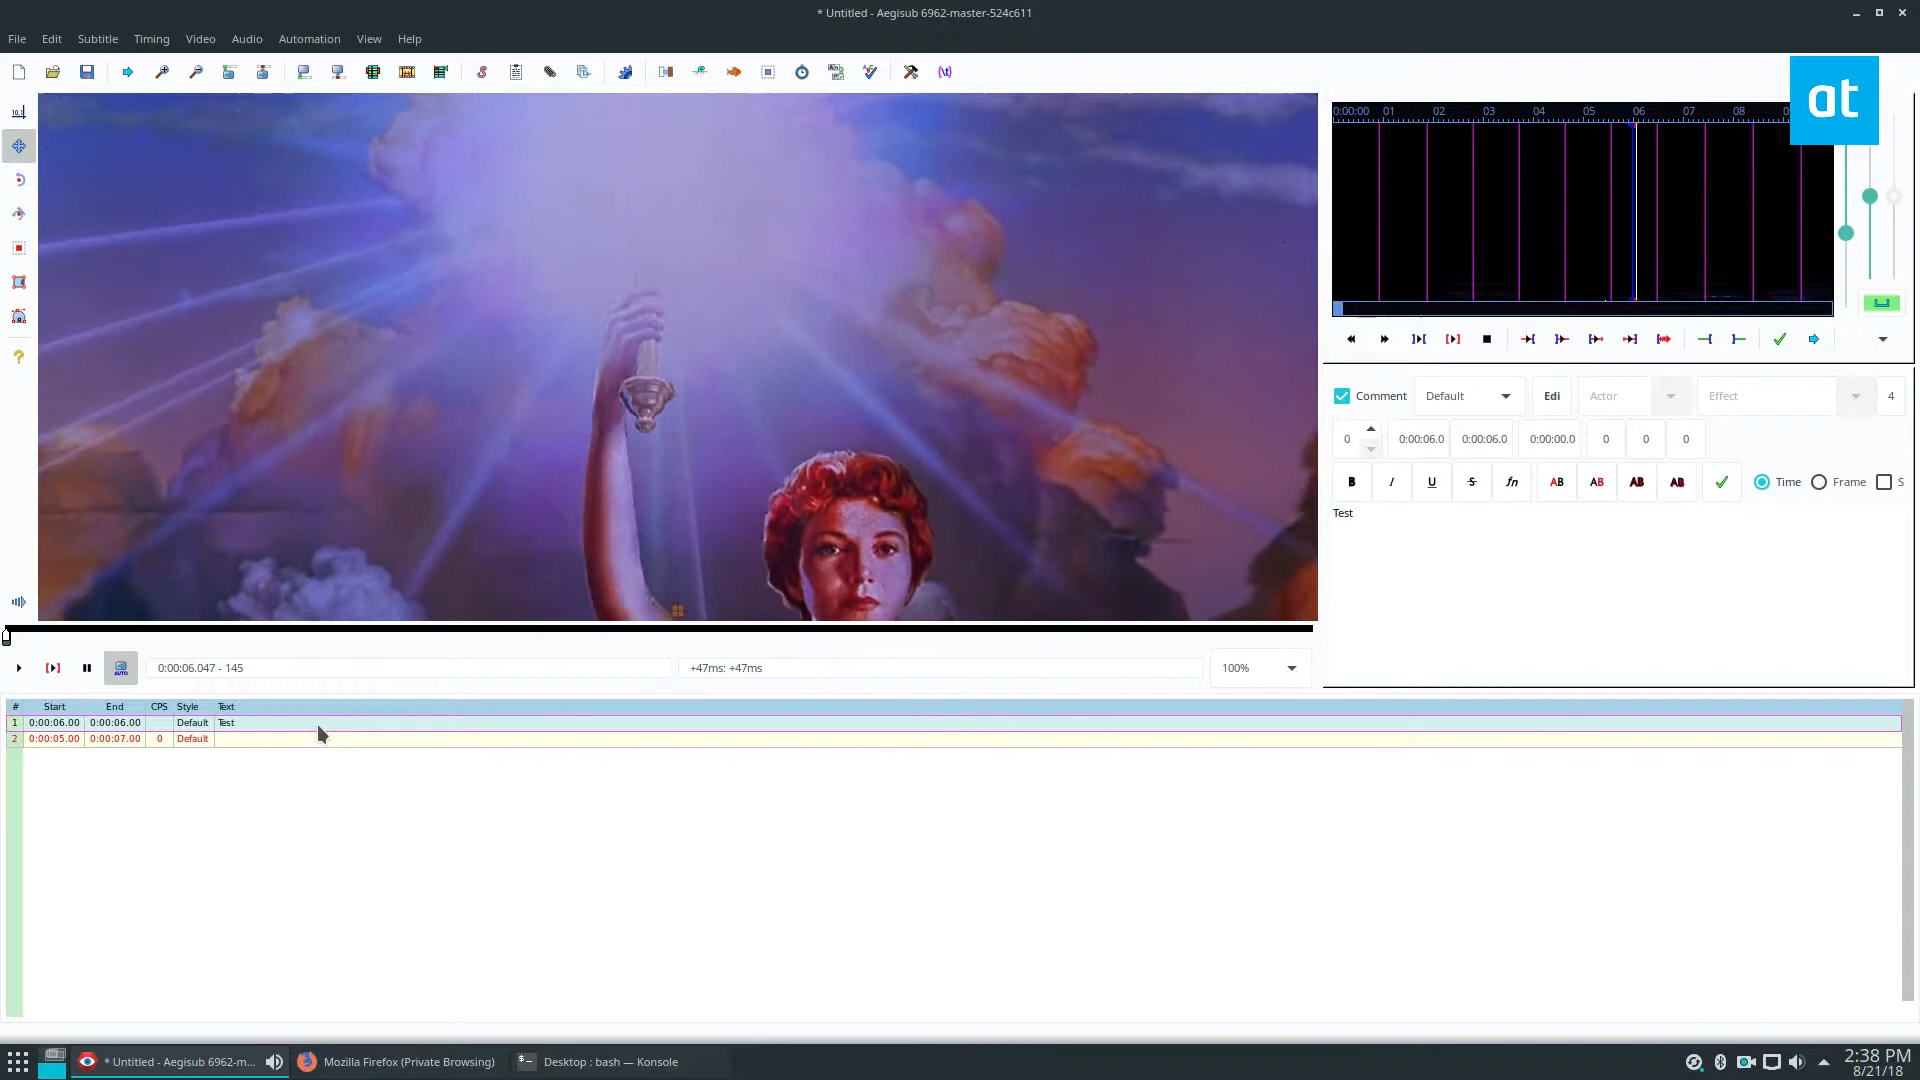 * Untitled - Aegisub 6962-master-524c611
File Edit Subtitle Timing Video Audio Automation View Help
at
0:00:00 01 02 03 04 05 06 07 08
Comment Default Edi Actor Effect 4
0 0:00:06.0 0:00:06.0 0:00:00.0 0 0 0
B I U S fn AB AB AB AB Time Frame S
Test
AUTO 0:00:06.047 - 145 +47ms: +47ms 100%
# Start End CPS Style Text
1 0:00:06.00 0:00:06.00 Default Test
2 0:00:05.00 0:00:07.00 0 Default
* Untitled - Aegisub 6962-m... Mozilla Firefox (Private Browsing) Desktop : bash — Konsole 2:38 PM
8/21/18